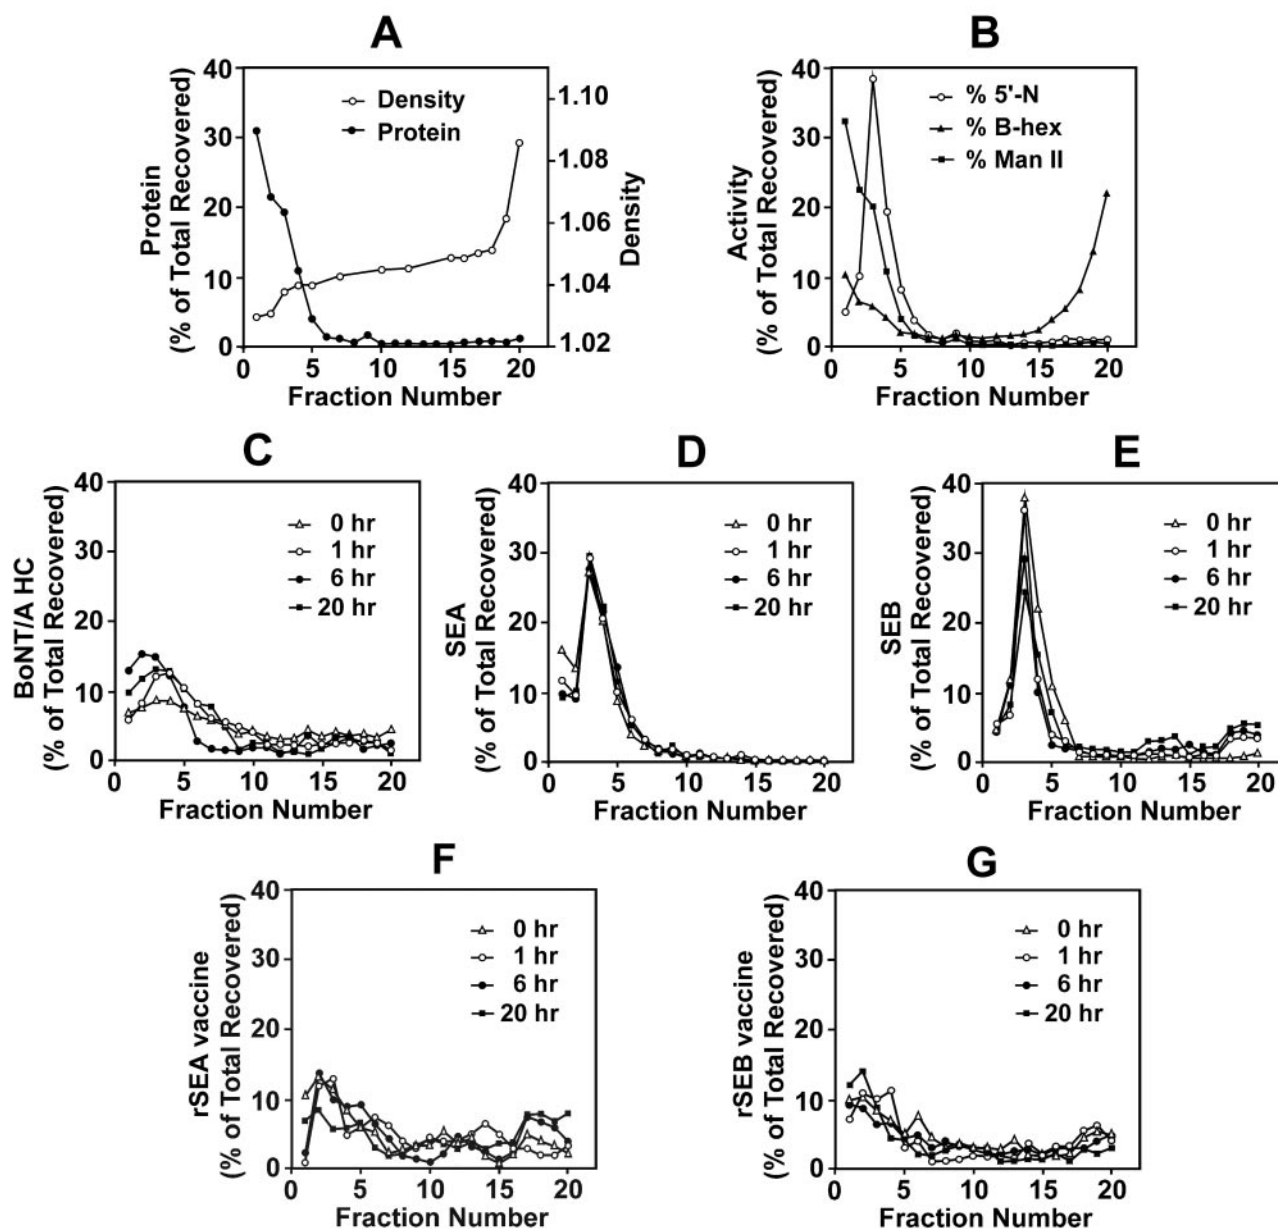 A
B
40
30
20
10
0
Protein
(% of Total Recovered)
Density
Protein
1.10
1.08
1.06
1.04
1.02
Density
0 5 10 15 20
Fraction Number
40
30
20
10
0
Activity
(% of Total Recovered)
% 5'-N
% B-hex
% Man II
0 5 10 15 20
Fraction Number
C
D
E
40
30
20
10
0
BoNT/A HC
(% of Total Recovered)
0 hr
1 hr
6 hr
20 hr
0 5 10 15 20
Fraction Number
40
30
20
10
0
SEA
(% of Total Recovered)
0 hr
1 hr
6 hr
20 hr
0 5 10 15 20
Fraction Number
40
30
20
10
0
SEB
(% of Total Recovered)
0 hr
1 hr
6 hr
20 hr
0 5 10 15 20
Fraction Number
F
G
40
30
20
10
0
rSEA vaccine
(% of Total Recovered)
0 hr
1 hr
6 hr
20 hr
0 5 10 15 20
Fraction Number
40
30
20
10
0
rSEB vaccine
(% of Total Recovered)
0 hr
1 hr
6 hr
20 hr
0 5 10 15 20
Fraction Number